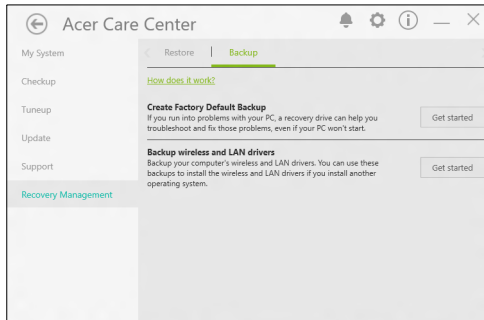 Acer Care Center
My System
Checkup
Tuneup
Update
Support
Recovery Management
Restore
Backup
How does it work?
Create Factory Default Backup
If you run into problems with your PC, a recovery drive can help you
troubleshoot and fix those problems, even if your PC won't start.
Get started
Backup wireless and LAN drivers
Backup your computer's wireless and LAN drivers. You can use these
backups to install the wireless and LAN drivers if you install another
operating system.
Get started